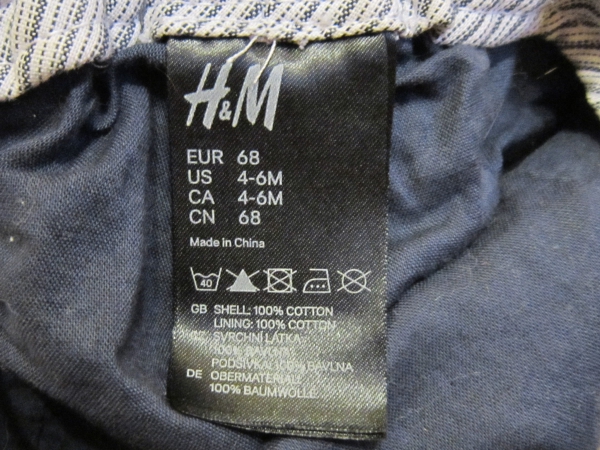 H&M
EUR 68
US 4-6M
CA 4-6M
CN 68
Made in China
40
GB SHELL: 100% COTTON
LINING: 100% COTTON
SVRCHNÍ LÁTKA
100% BAVLNA
PODŠÍVKA: 100% BAVLNA
DE OBERMATERIAL:
100% BAUMWOLLE